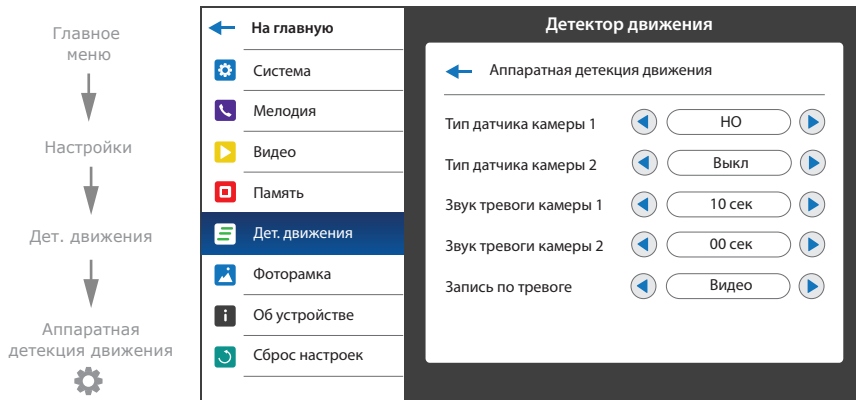 Главное
меню
Настройки
Дет. движения
Аппаратная
детекция движения
На главную
Система
Мелодия
Видео
Память
Дет. движения
Фоторамка
Об устройстве
Сброс настроек
Детектор движения
Аппаратная детекция движения
Тип датчика камеры 1 НО
Тип датчика камеры 2 Выкл
Звук тревоги камеры 1 10 сек
Звук тревоги камеры 2 00 сек
Запись по тревоге Видео